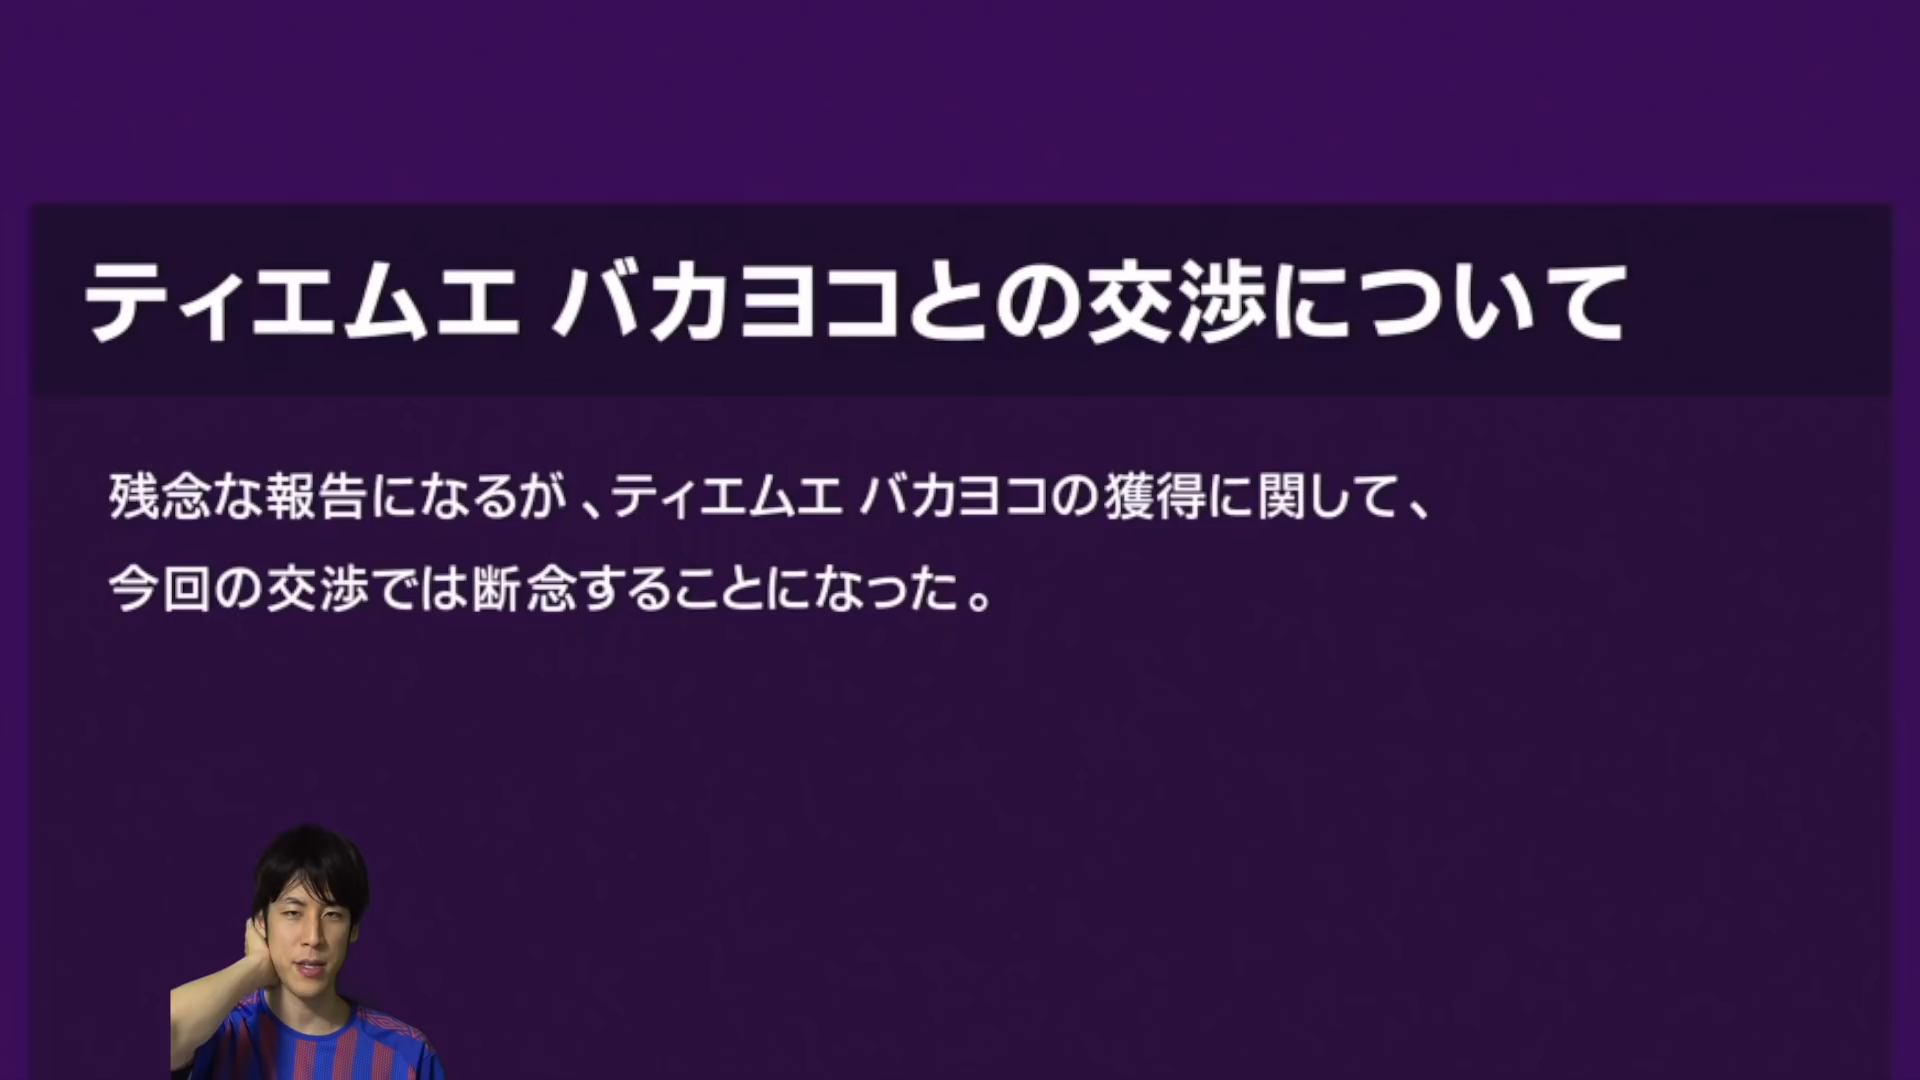 ティエムエ バカヨコとの交渉について
残念な報告になるが、ティエムエ バカヨコの獲得に関して、
今回の交渉では断念することになった。